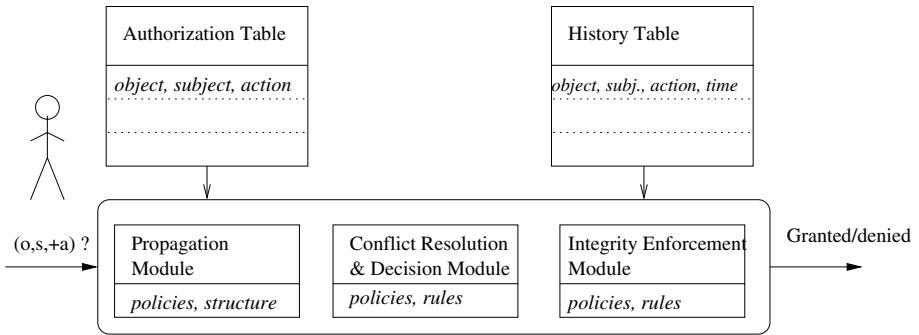 Authorization Table
object, subject, action
History Table
object, subj., action, time
(o,s,+a) ?
Propagation
Module
policies, structure
Conflict Resolution
& Decision Module
policies, rules
Integrity Enforcement
Module
policies, rules
Granted/denied